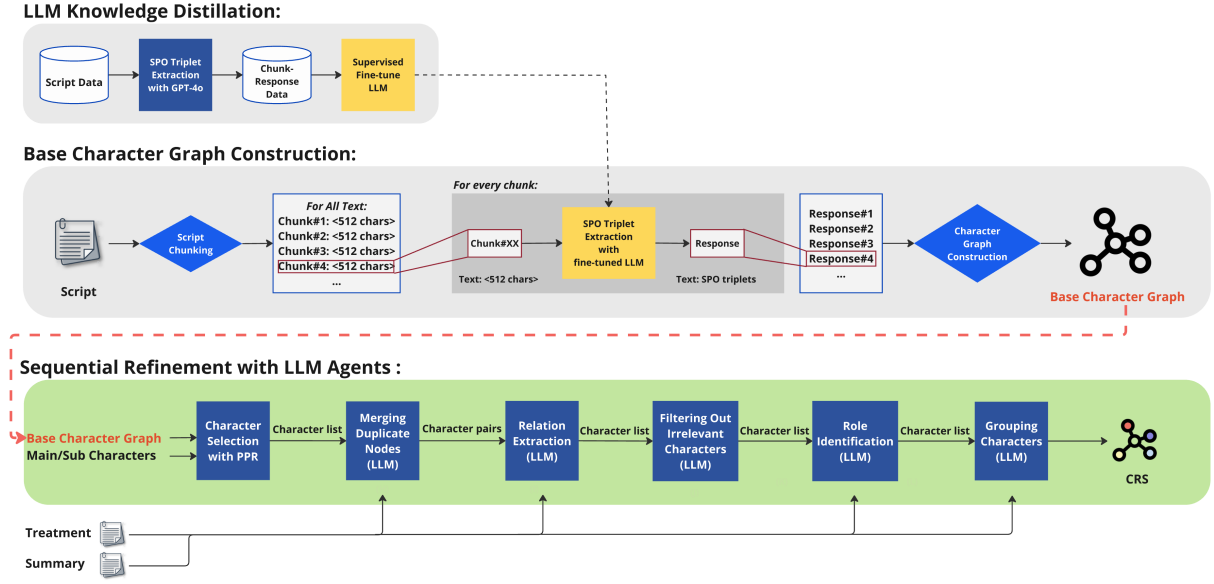 LLM Knowledge Distillation:
Script Data
SPO Triplet
Extraction
with GPT-4o
Chunk-
Response
Data
Supervised
Fine-tune
LLM
Base Character Graph Construction:
Script
Script
Chunking
For All Text:
Chunk#1: <512 chars>
Chunk#2: <512 chars>
Chunk#3: <512 chars>
Chunk#4: <512 chars>
...
For every chunk:
Chunk#XX
Text: <512 chars>
SPO Triplet
Extraction
with
fine-tuned LLM
Response
Text: SPO triplets
Response#1
Response#2
Response#3
Response#4
...
Character
Graph
Construction
Base Character Graph
Sequential Refinement with LLM Agents :
Base Character Graph
Main/Sub Characters
Character
Selection
with PPR
Character list
Merging
Duplicate
Nodes
(LLM)
Character pairs
Relation
Extraction
(LLM)
Character list
Filtering Out
Irrelevant
Characters
(LLM)
Character list
Role
Identification
(LLM)
Character list
Grouping
Characters
(LLM)
CRS
Treatment
Summary